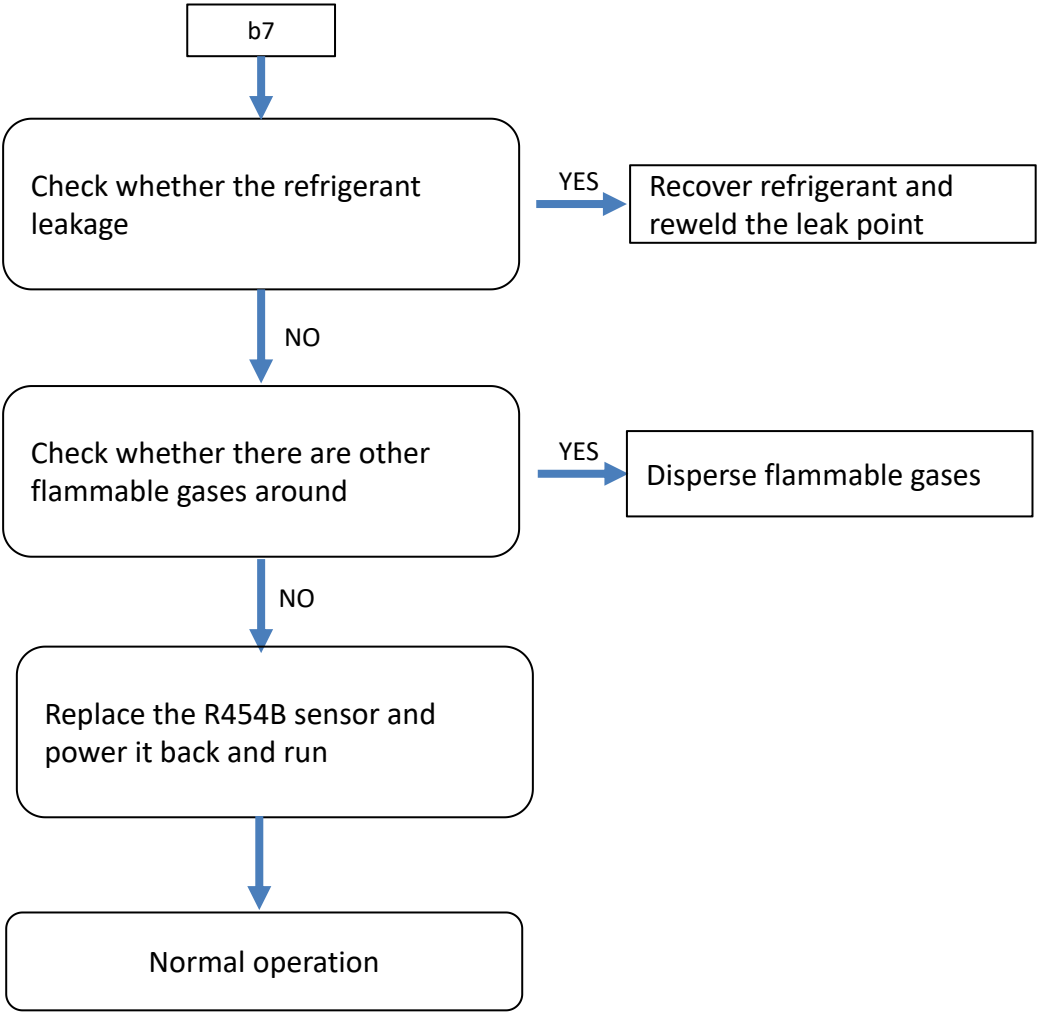 b7
Check whether the refrigerant
leakage
YES
Recover refrigerant and
reweld the leak point
NO
Check whether there are other
flammable gases around
YES
Disperse flammable gases
NO
Replace the R454B sensor and
power it back and run
Normal operation